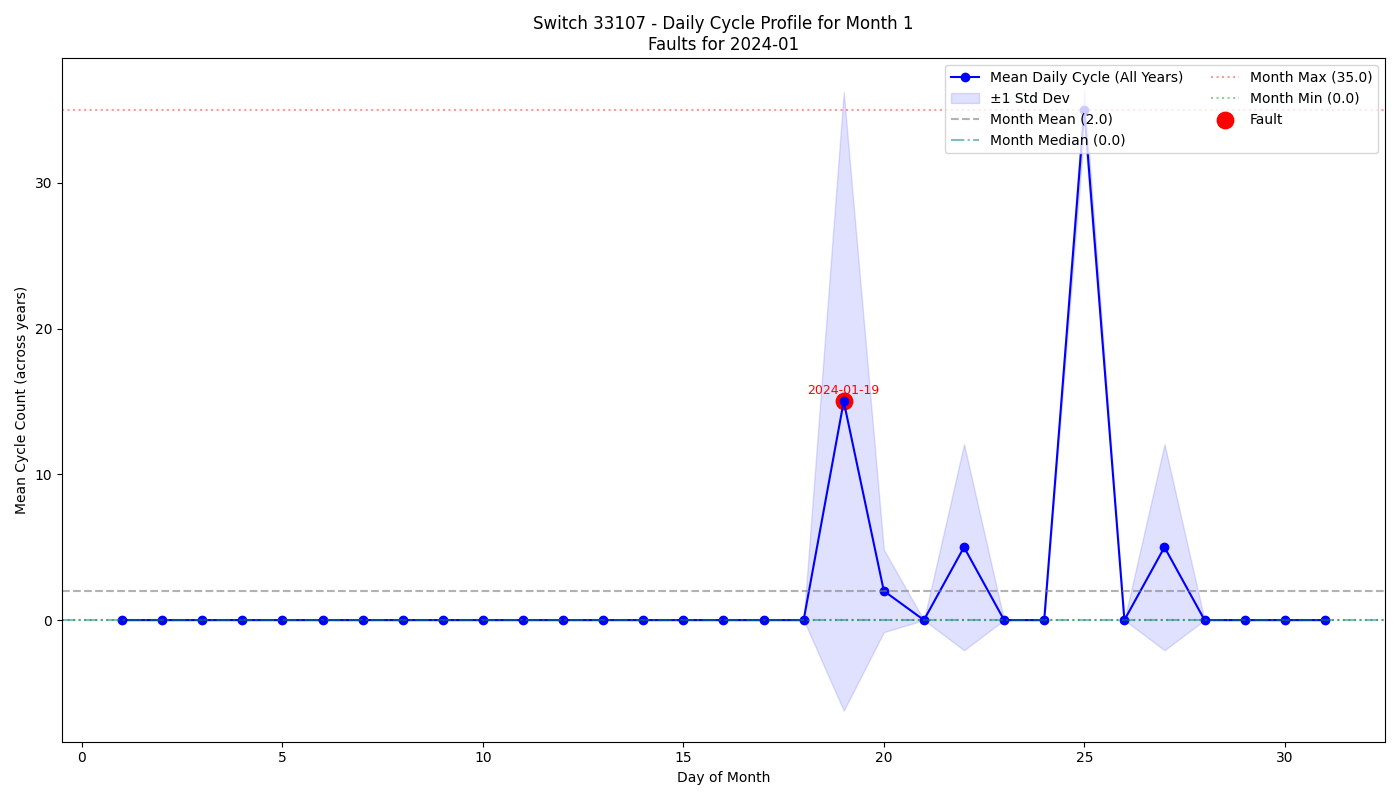 Switch 33107 - Daily Cycle Profile for Month 1
Faults for 2024-01
Mean Daily Cycle (All Years)
±1 Std Dev
Month Mean (2.0)
Month Median (0.0)
Month Max (35.0)
Month Min (0.0)
Fault
Mean Cycle Count (across years)
30
20
10
0
2024-01-19
0
5
10
15
20
25
30
Day of Month